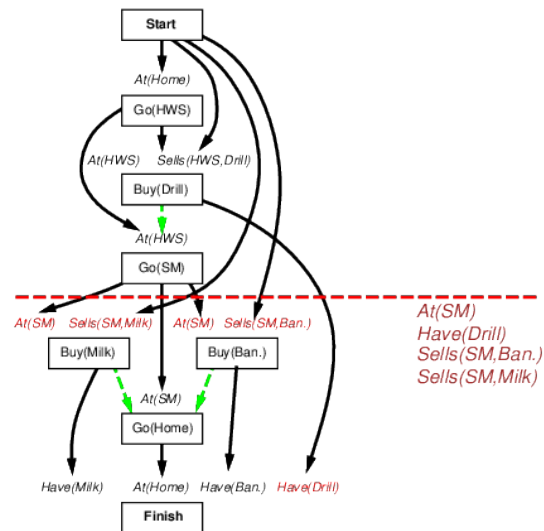 Start
At(Home)
Go(HWS)
At(HWS) Sells(HWS,Drill)
Buy(Drill)
At(HWS)
Go(SM)
At(SM) Sells(SM,Milk) At(SM) Sells(SM,Ban.)
Buy(Milk) Buy(Ban.)
At(SM)
Go(Home)
Have(Milk) At(Home) Have(Ban.) Have(Drill)
Finish
At(SM)
Have(Drill)
Sells(SM,Ban.)
Sells(SM,Milk)